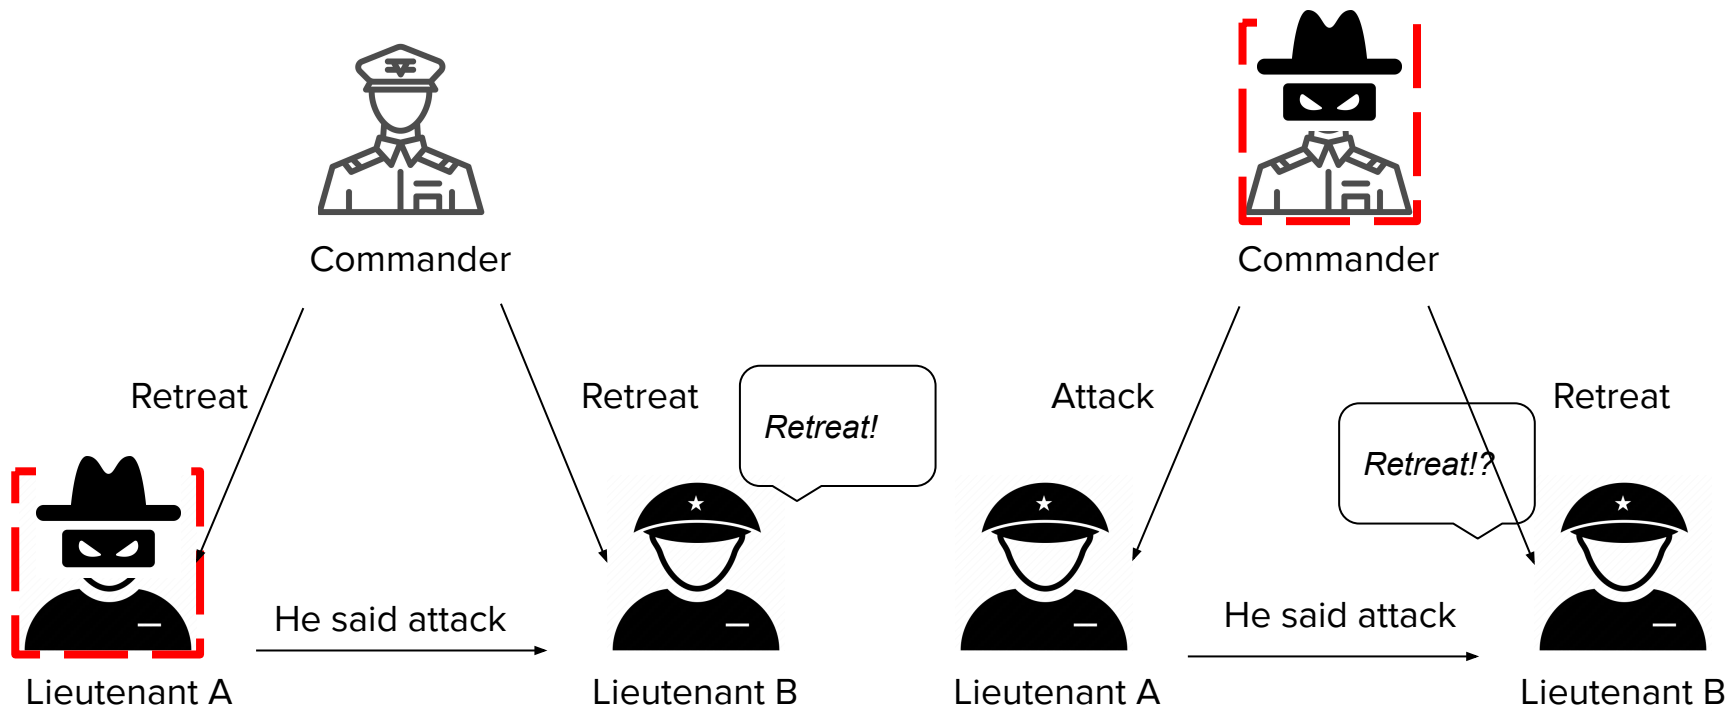 Commander
Retreat
Retreat
Retreat!
He said attack
Lieutenant A
Lieutenant B
Commander
Attack
Retreat
Retreat!?
He said attack
Lieutenant A
Lieutenant B